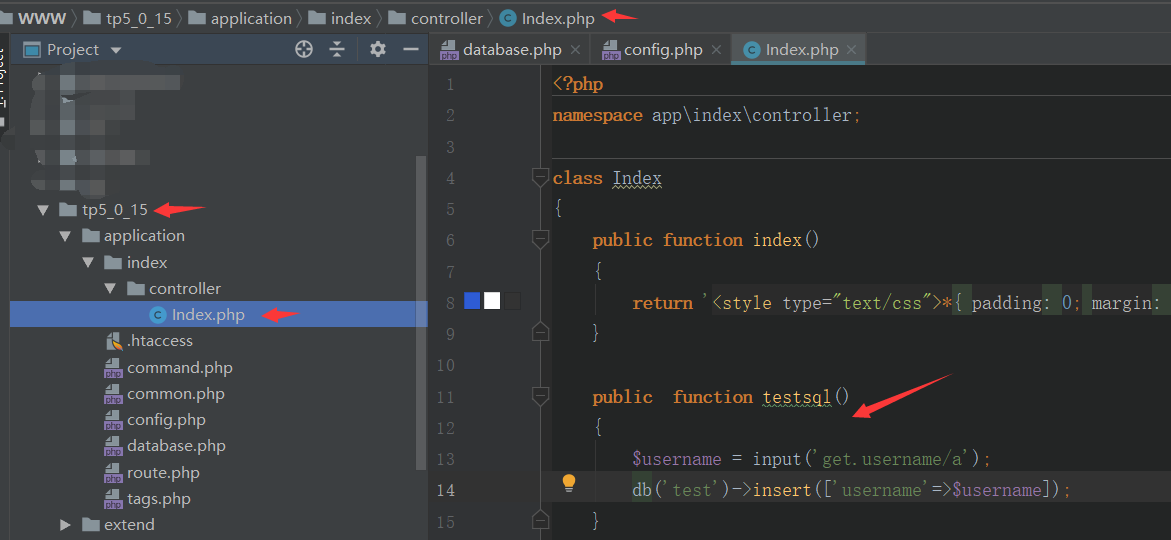 WWW tp5_0_15 application index controller Index.php
Project
database.php config.php Index.php
tp5_0_15
application
index
controller
Index.php
.htaccess
command.php
common.php
config.php
database.php
route.php
tags.php
extend
1 <?php
2 namespace app\index\controller;
3
4 class Index
5 {
6 public function index()
7 {
8 return '<style type="text/css">*{ padding: 0; margin:
9 }
10
11 public function testsql()
12 {
13 $username = input('get.username/a');
14 db('test')->insert(['username'=>$username]);
15 }